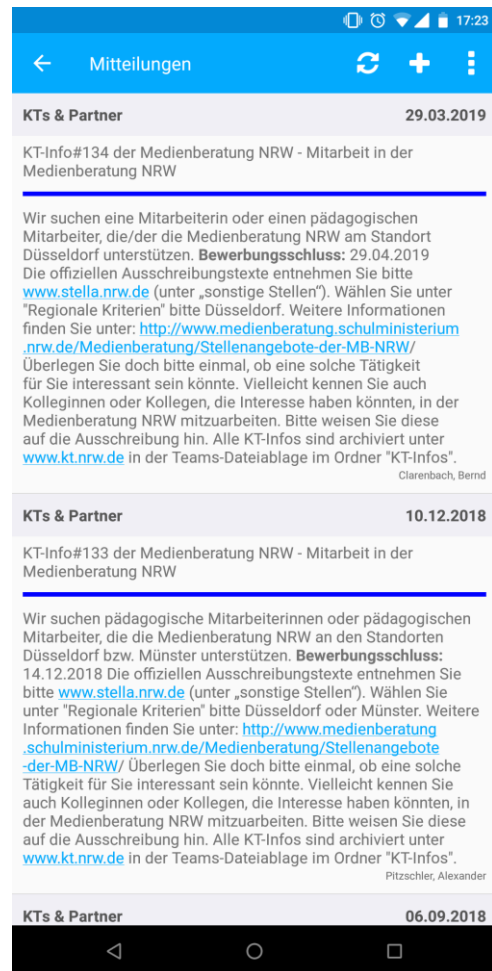 17:23
Mitteilungen
KTs & Partner 29.03.2019
KT-Info#134 der Medienberatung NRW - Mitarbeit in der
Medienberatung NRW
Wir suchen eine Mitarbeiterin oder einen pädagogischen
Mitarbeiter, die/der die Medienberatung NRW am Standort
Düsseldorf unterstützen. Bewerbungsschluss: 29.04.2019
Die offiziellen Ausschreibungstexte entnehmen Sie bitte
www.stella.nrw.de (unter „sonstige Stellen“). Wählen Sie unter
"Regionale Kriterien" bitte Düsseldorf. Weitere Informationen
finden Sie unter: http://www.medienberatung.schulministerium
.nrw.de/Medienberatung/Stellenangebote-der-MB-NRW/
Überlegen Sie doch bitte einmal, ob eine solche Tätigkeit
für Sie interessant sein könnte. Vielleicht kennen Sie auch
Kolleginnen oder Kollegen, die Interesse haben könnten, in der
Medienberatung NRW mitzuarbeiten. Bitte weisen Sie diese
auf die Ausschreibung hin. Alle KT-Infos sind archiviert unter
www.kt.nrw.de in der Teams-Dateiablage im Ordner "KT-Infos".
Clarenbach, Bernd
KTs & Partner 10.12.2018
KT-Info#133 der Medienberatung NRW - Mitarbeit in der
Medienberatung NRW
Wir suchen pädagogische Mitarbeiterinnen oder pädagogischen
Mitarbeiter, die die Medienberatung NRW an den Standorten
Düsseldorf bzw. Münster unterstützen. Bewerbungsschluss:
14.12.2018 Die offiziellen Ausschreibungstexte entnehmen Sie
bitte www.stella.nrw.de (unter „sonstige Stellen“). Wählen Sie
unter "Regionale Kriterien" bitte Düsseldorf oder Münster. Weitere
Informationen finden Sie unter: http://www.medienberatung
.schulministerium.nrw.de/Medienberatung/Stellenangebote
-der-MB-NRW/ Überlegen Sie doch bitte einmal, ob eine solche
Tätigkeit für Sie interessant sein könnte. Vielleicht kennen Sie
auch Kolleginnen oder Kollegen, die Interesse haben könnten, in
der Medienberatung NRW mitzuarbeiten. Bitte weisen Sie diese
auf die Ausschreibung hin. Alle KT-Infos sind archiviert unter
www.kt.nrw.de in der Teams-Dateiablage im Ordner "KT-Infos".
Pitzschler, Alexander
KTs & Partner 06.09.2018